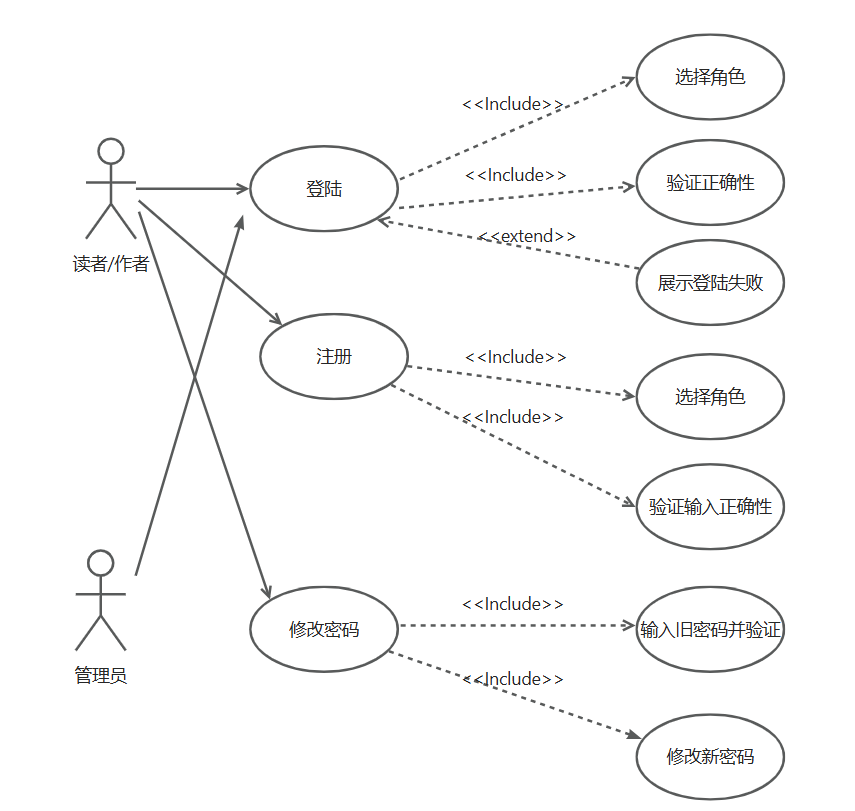 选择角色
<<Include>>
登陆
<<Include>>
验证正确性
<<extend>>
读者/作者
展示登陆失败
注册
<<Include>>
选择角色
<<Include>>
验证输入正确性
管理员
修改密码
<<Include>>
输入旧密码并验证
<<Include>>
修改新密码